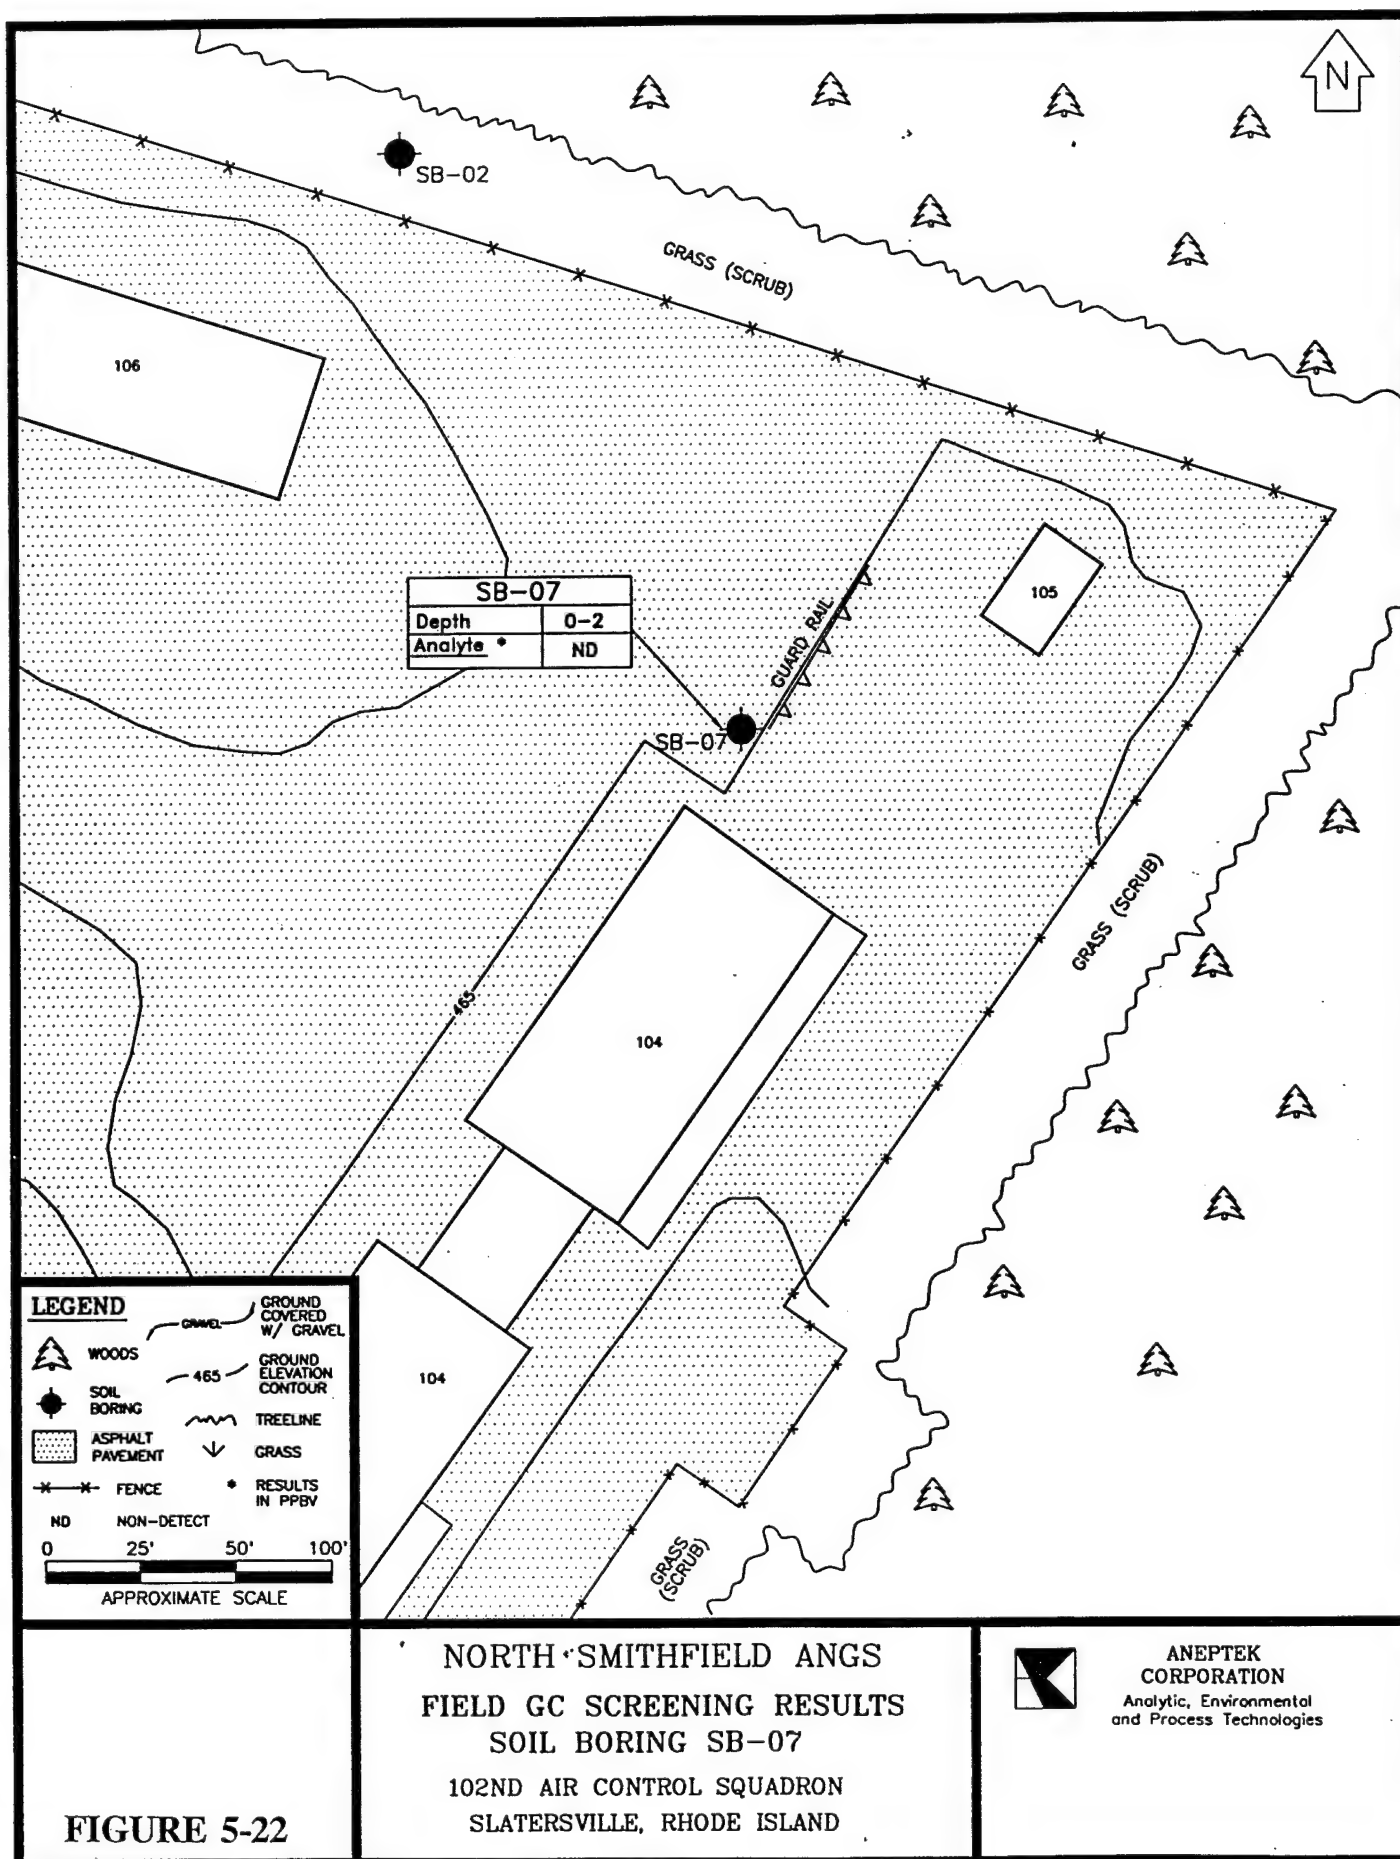 N
SB-02
GRASS (SCRUB)
106
SB-07
Depth 0-2
Analyte * ND
GUARD RAIL
105
SB-07
GRASS (SCRUB)
465
104
104
GRASS
(SCRUB)
LEGEND
WOODS
SOIL
BORING
ASPHALT
PAVEMENT
FENCE
ND NON-DETECT
GRAVEL
GROUND
COVERED
W/ GRAVEL
465
GROUND
ELEVATION
CONTOUR
TREELINE
GRASS
* RESULTS
IN PPBV
0 25' 50' 100'
APPROXIMATE SCALE
FIGURE 5-22
NORTH SMITHFIELD ANGS
FIELD GC SCREENING RESULTS
SOIL BORING SB-07
102ND AIR CONTROL SQUADRON
SLATERSVILLE, RHODE ISLAND
ANEPTEK
CORPORATION
Analytic, Environmental
and Process Technologies